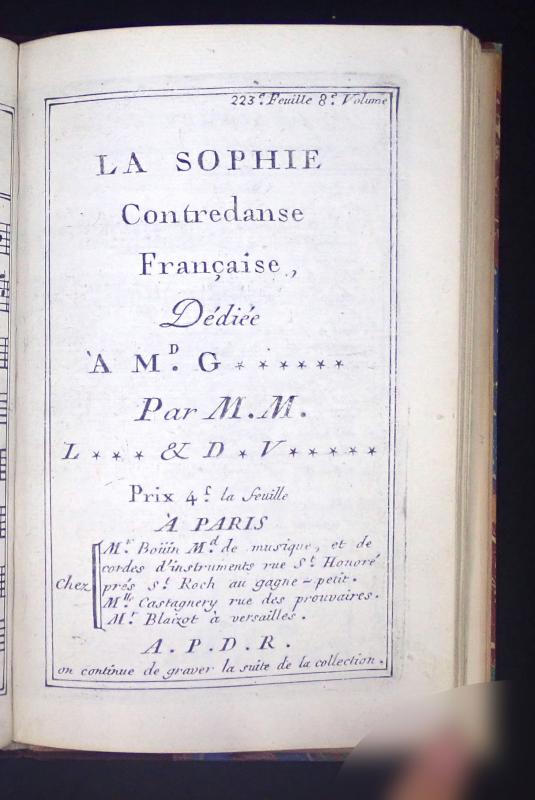 223.e Feuille 8.e Volume
LA SOPHIE
Contredanse
Française,
Dédiée
À M.D G ******
Par M.M.
L *** & D * V *****
Prix 4 s. la feuille
À PARIS
Chez
M.r Boüin M.d de musique, et de
cordes d'instruments rue S.t Honoré
prés S.t Roch au gagne-petit.
M.lle Castagnery rue des prouvaires.
M.r Blaizot à versailles.
A. P. D. R.
on continue de graver la suite de la collection.